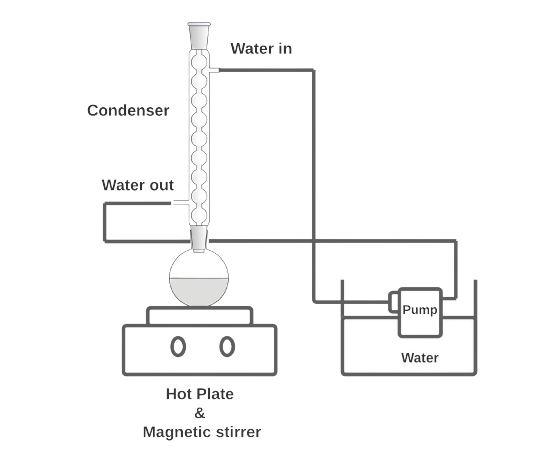 Water in
Condenser
Water out
Pump
Water
Hot Plate
&
Magnetic stirrer